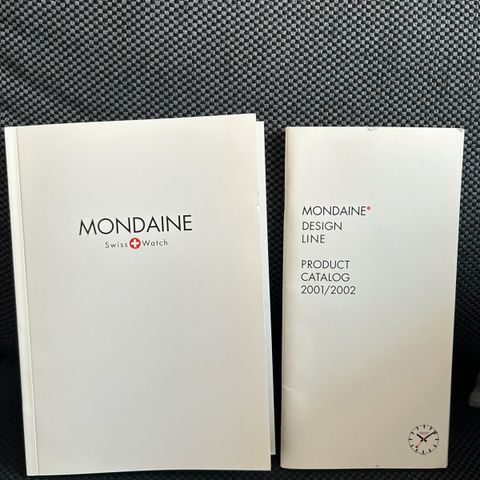 MONDAINE
Swiss Watch
MONDAINE
DESIGN
LINE
PRODUCT
CATALOG
2001/2002